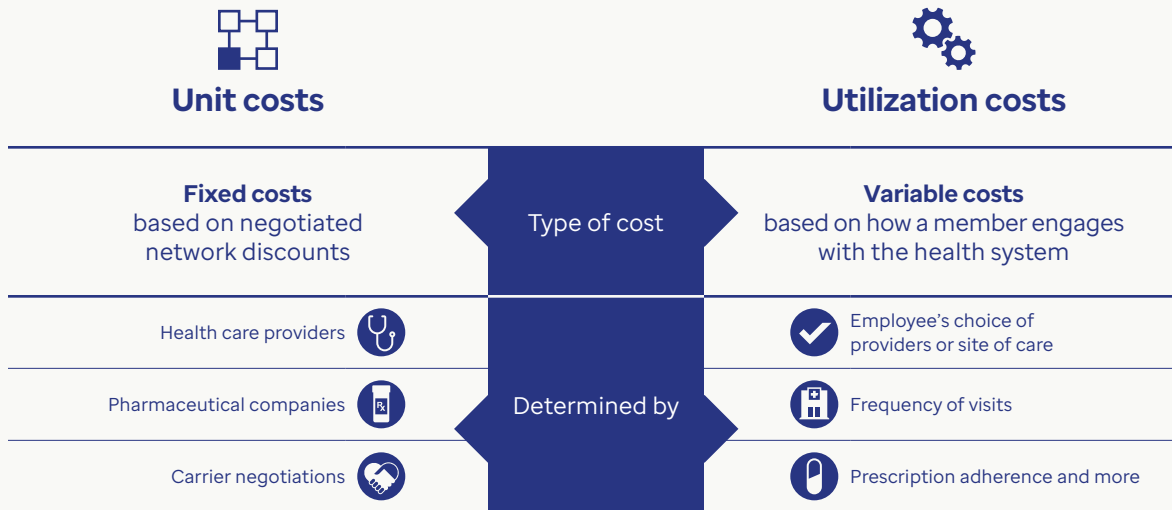 Unit costs
Utilization costs
Fixed costs
based on negotiated
network discounts
Type of cost
Variable costs
based on how a member engages
with the health system
Health care providers
Pharmaceutical companies
Rx
Carrier negotiations
Determined by
Employee’s choice of
providers or site of care
Frequency of visits
Prescription adherence and more